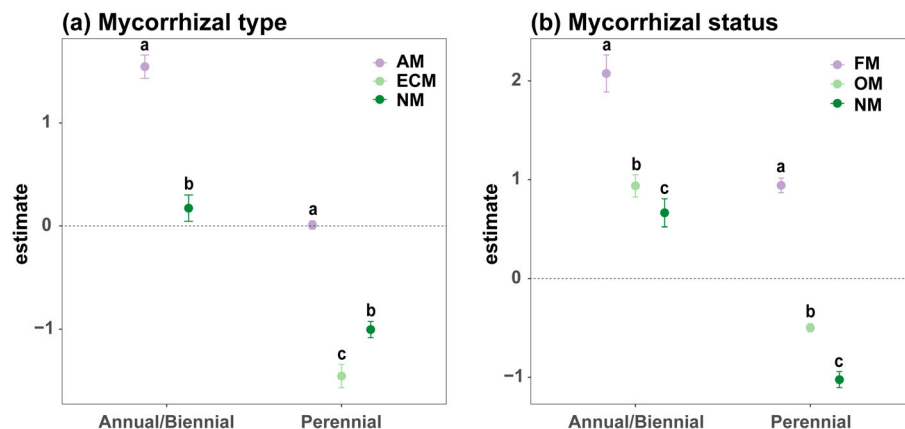 (a) Mycorrhizal type
a
AM
ECM
NM
1
b
a
estimate
0
b
−1
c
Annual/Biennial
Perennial
(b) Mycorrhizal status
a
FM
OM
NM
2
b
c
a
1
estimate
0
b
c
−1
Annual/Biennial
Perennial